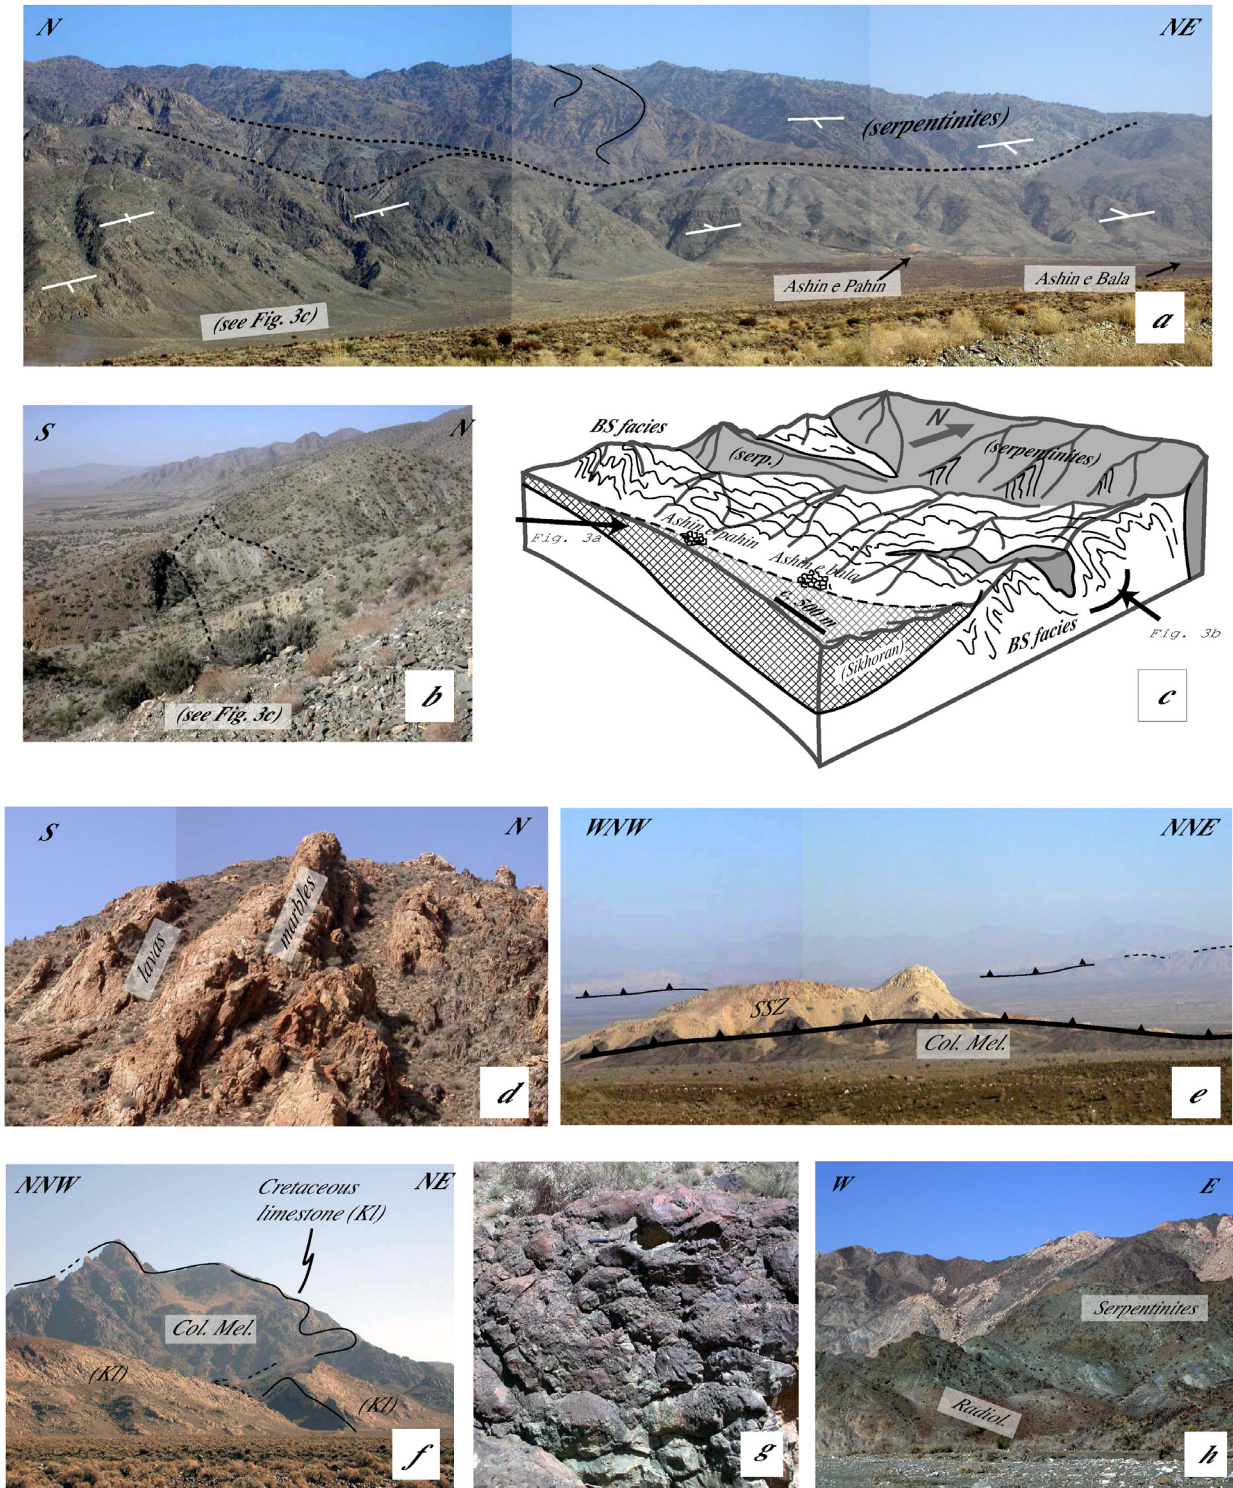 N
NE
(serpentinites)
Ashin e Pahin
Ashin e Bala
(see Fig. 3c)
a
S
N
(see Fig. 3c)
b
BS facies
N
(serp.)
(serpentinites)
Fig. 3a
Ashin e pahin
Ashin e bala
c. 500 m
(Sikhoran)
BS facies
Fig. 3b
c
S
N
lavas
marbles
d
WNW
NNE
SSZ
Col. Mel.
e
NNW
NE
Cretaceous
limestone (Kl)
Col. Mel.
(Kl)
(Kl)
f
g
W
E
Serpentinites
Radiol.
h